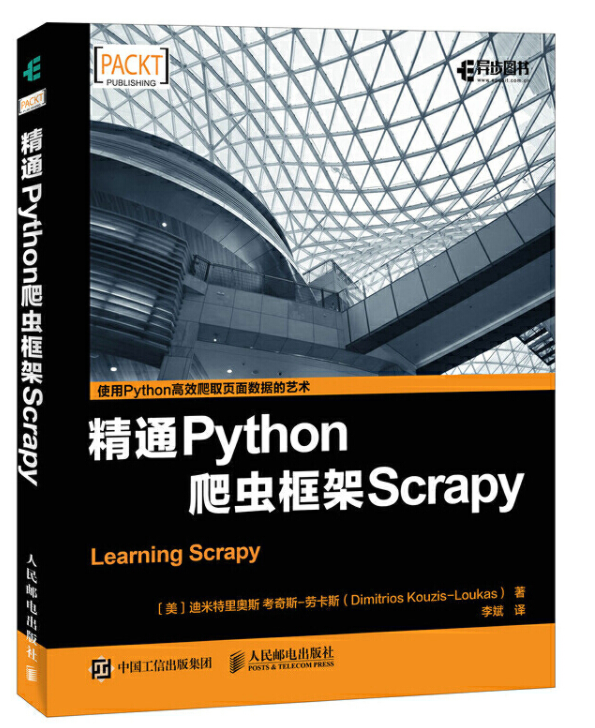 PACKT
PUBLISHING
异步图书
www.epubit.com.cn
PACKT
精通Python爬虫框架Scrapy
人民邮电出版社
使用Python高效爬取页面数据的艺术
精通Python
爬虫框架Scrapy
Learning Scrapy
[美] 迪米特里奥斯 考奇斯-劳卡斯（Dimitrios Kouzis-Loukas）著
李斌 译
中国工信出版集团
人民邮电出版社
POSTS & TELECOM PRESS